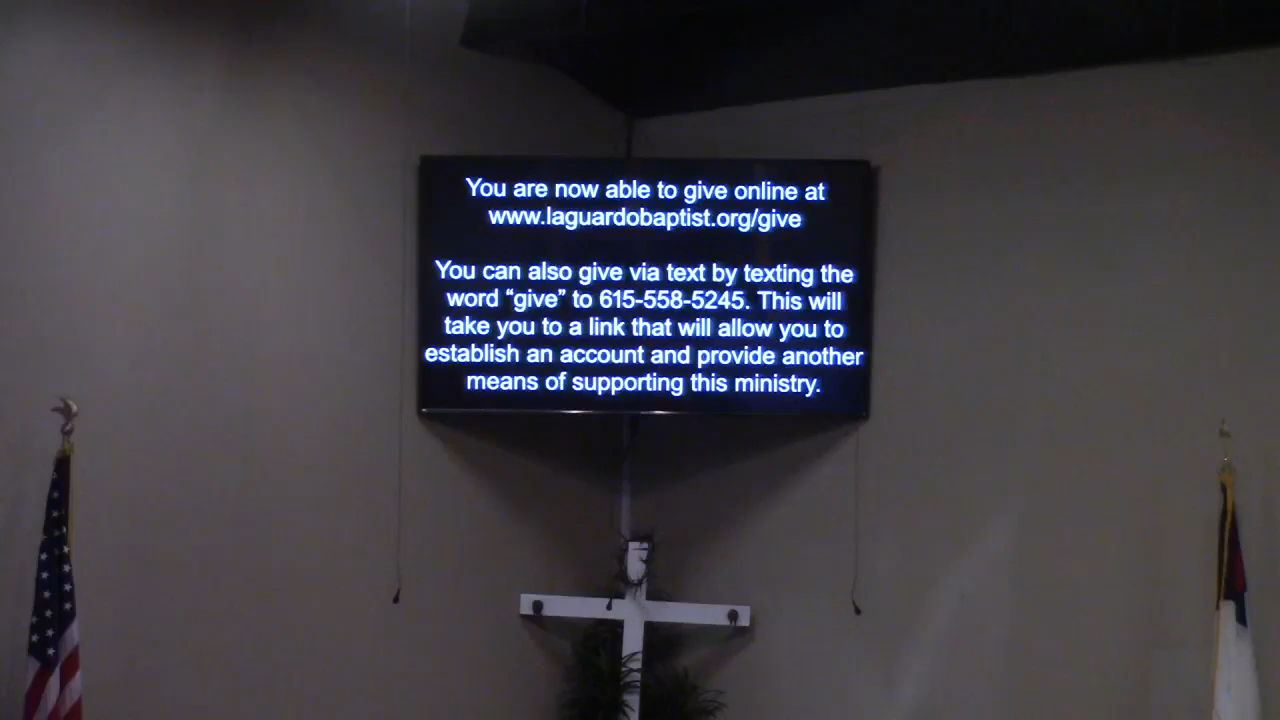 You are now able to give online at
www.laguardobaptist.org/give
You can also give via text by texting the
word “give” to 615-558-5245. This will
take you to a link that will allow you to
establish an account and provide another
means of supporting this ministry.